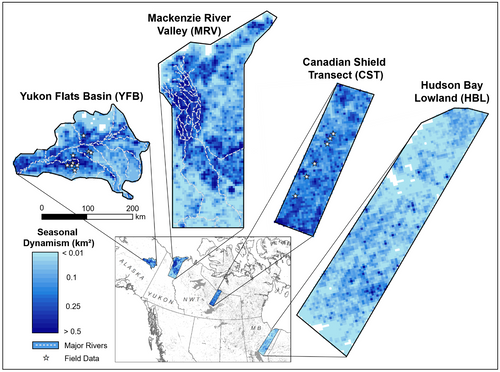 Mackenzie River
Valley (MRV)
Canadian Shield
Transect (CST)
Hudson Bay
Lowland (HBL)
Yukon Flats Basin (YFB)
0 100 200
km
Seasonal
Dynamism (km²)
< 0.01
0.10
0.25
> 0.5
Major Rivers
Field Data
ALASKA
YUKON
NWT
MB